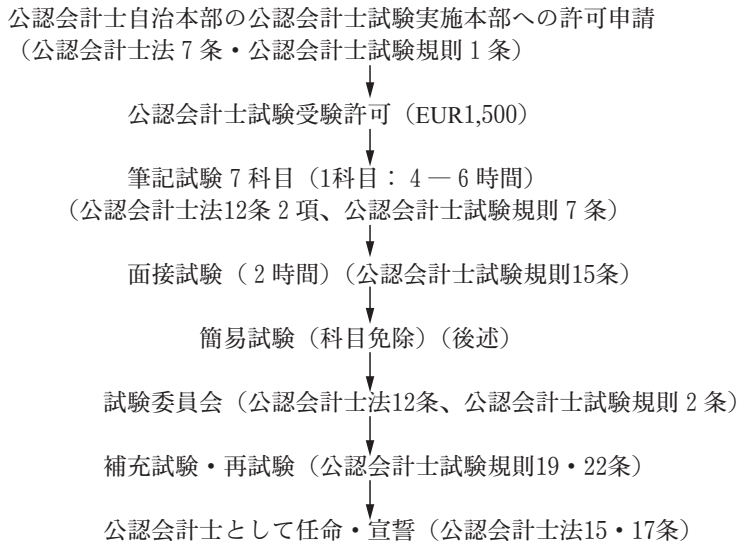 公認会計士自治本部の公認会計士試験実施本部への許可申請
（公認会計士法７条・公認会計士試験規則１条）
公認会計士試験受験許可（EUR1,500）
筆記試験７科目（1科目：４―６時間）
（公認会計士法12条２項、公認会計士試験規則７条）
面接試験（２時間）（公認会計士試験規則15条）
簡易試験（科目免除）（後述）
試験委員会（公認会計士法12条、公認会計士試験規則２条）
補充試験・再試験（公認会計士試験規則19・22条）
公認会計士として任命・宣誓（公認会計士法15・17条）